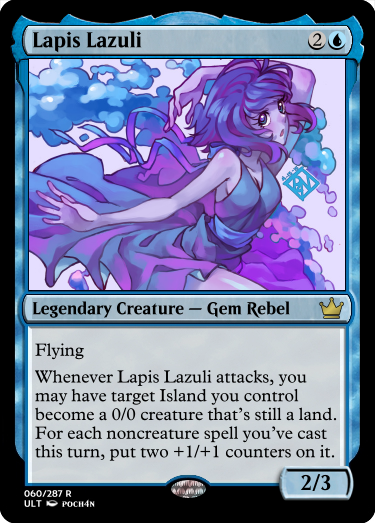 Lapis Lazuli 2
Legendary Creature — Gem Rebel
Flying
Whenever Lapis Lazuli attacks, you
may have target Island you control
become a 0/0 creature that's still a land.
For each noncreature spell you've cast
this turn, put two +1/+1 counters on it.
2/3
060/287 R
ULT POCH4N